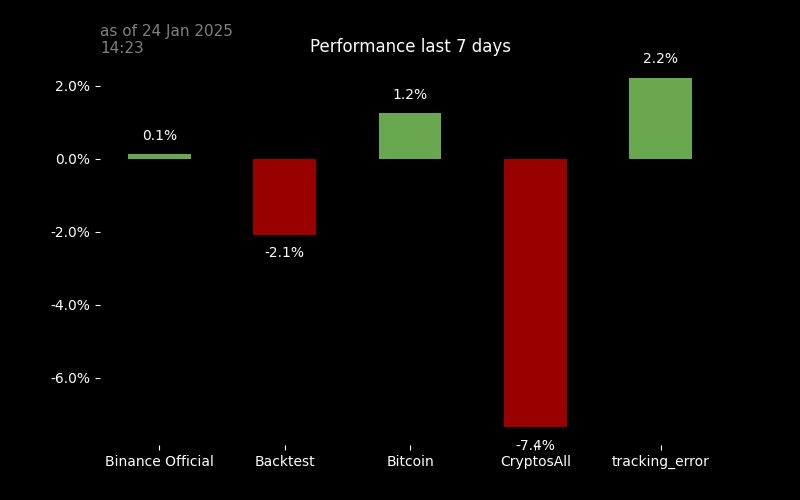 as of 24 Jan 2025
14:23
Performance last 7 days
2.2%
2.0%
1.2%
0.1%
0.0%
-2.0%
-2.1%
-4.0%
-6.0%
-7.4%
Binance Official
Backtest
Bitcoin
CryptosAll
tracking_error